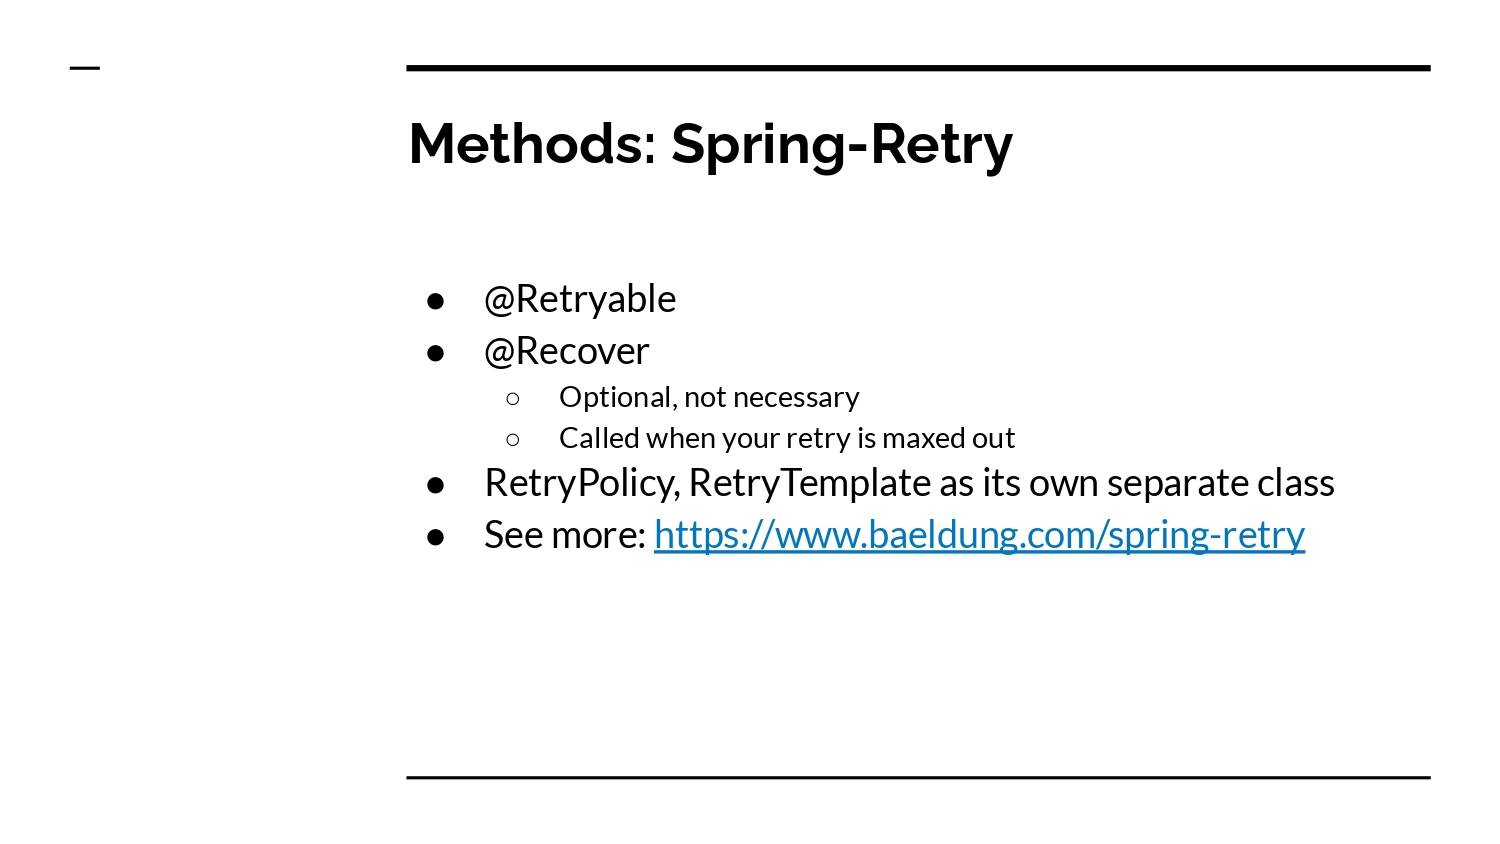 Methods: Spring-Retry
● @Retryable
● @Recover
○ Optional, not necessary
○ Called when your retry is maxed out
● RetryPolicy, RetryTemplate as its own separate class
● See more: https://www.baeldung.com/spring-retry